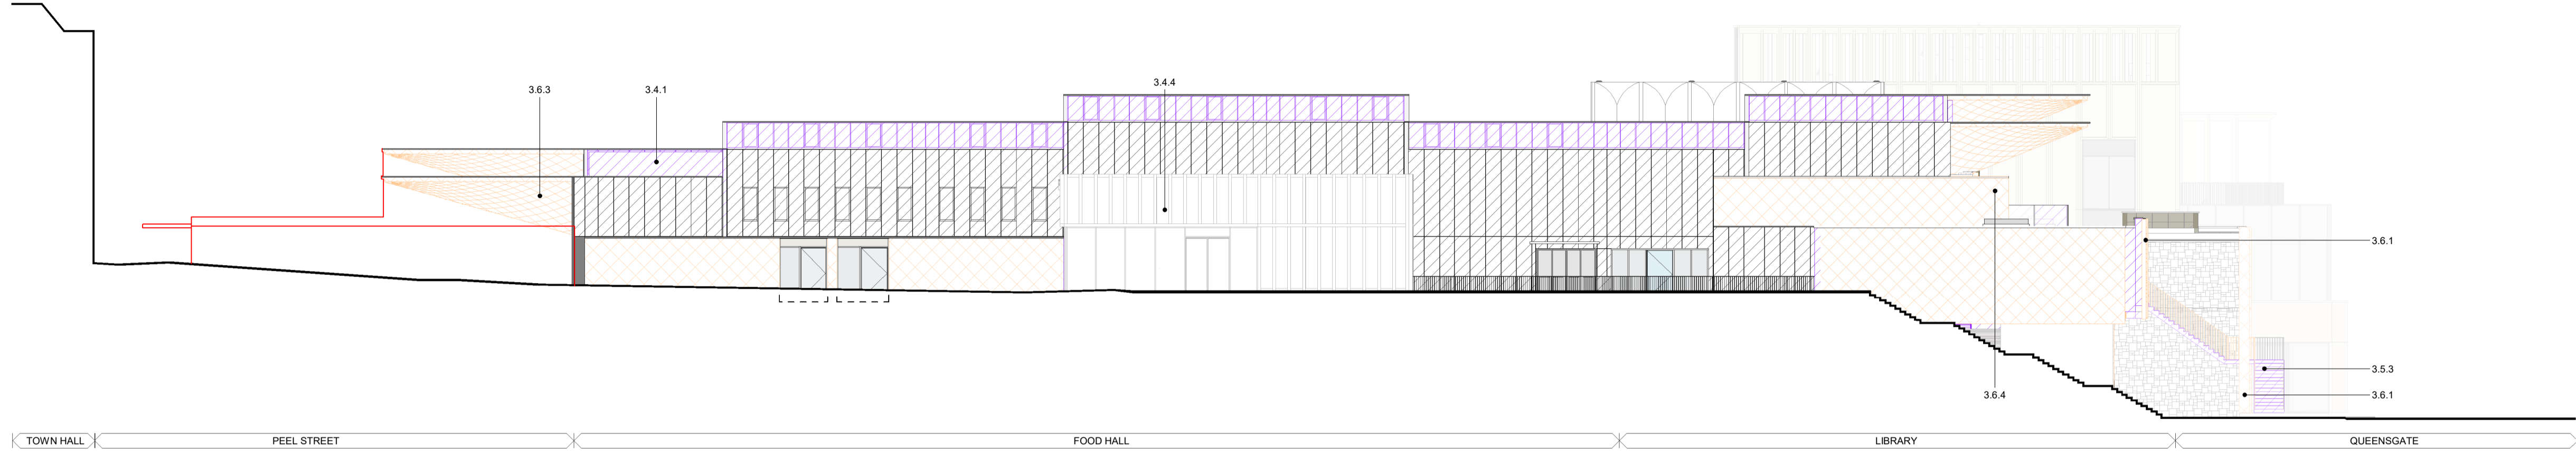 3.6.3
3.4.1
3.4.4
3.6.1
3.5.3
3.6.4
3.6.1
TOWN HALL
PEEL STREET
FOOD HALL
LIBRARY
QUEENSGATE